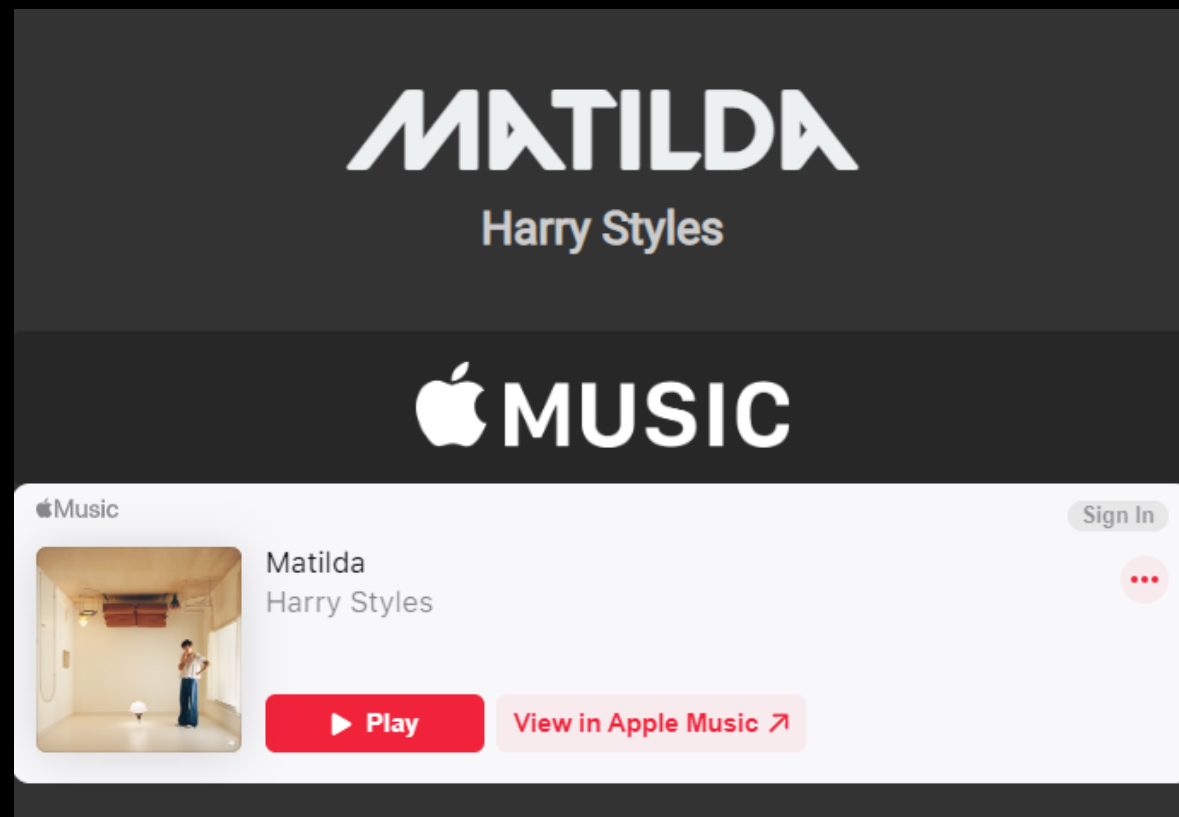 MATILDA
Harry Styles
MUSIC
Music
Sign In
Matilda
Harry Styles
Play
View in Apple Music